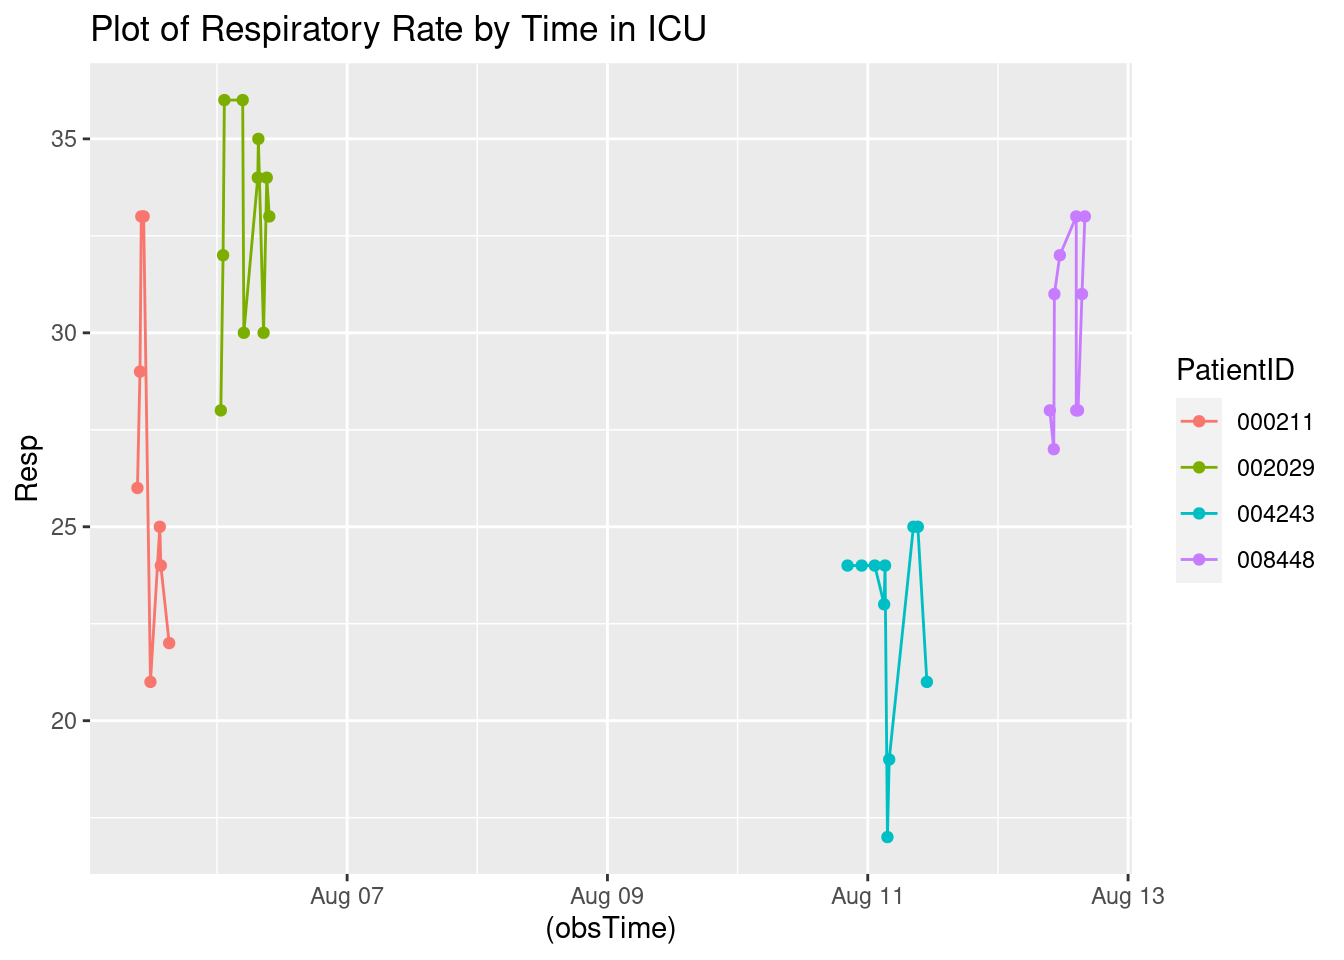 Plot of Respiratory Rate by Time in ICU
35
30
25
20
Resp
Aug 07
Aug 09
Aug 11
Aug 13
(obsTime)
PatientID
000211
002029
004243
008448